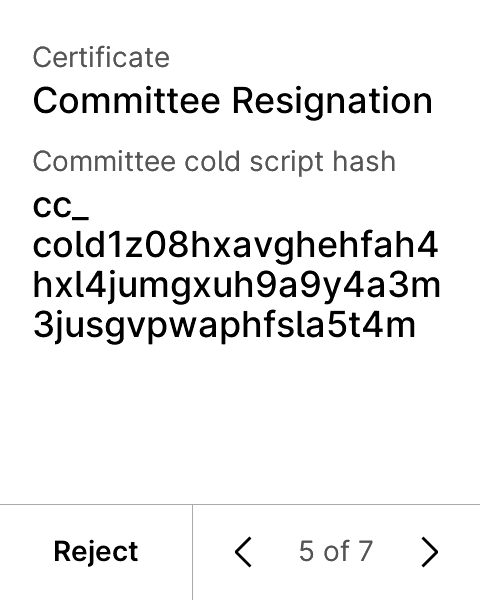 Certificate
Committee Resignation
Committee cold script hash
cc_
cold1z08hxavghehfah4
hxl4jumgxuh9a9y4a3m
3jusgvpwaphfsla5t4m
Reject
5 of 7